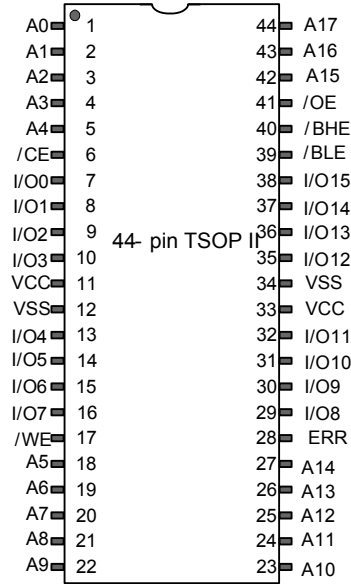 A0 1 44 A17
A1 2 43 A16
A2 3 42 A15
A3 4 41 /OE
A4 5 40 /BHE
/CE 6 39 /BLE
I/O0 7 38 I/O15
I/O1 8 37 I/O14
I/O2 9 44- pin TSOP II 36 I/O13
I/O3 10 35 I/O12
VCC 11 34 VSS
VSS 12 33 VCC
I/O4 13 32 I/O11
I/O5 14 31 I/O10
I/O6 15 30 I/O9
I/O7 16 29 I/O8
/WE 17 28 ERR
A5 18 27 A14
A6 19 26 A13
A7 20 25 A12
A8 21 24 A11
A9 22 23 A10